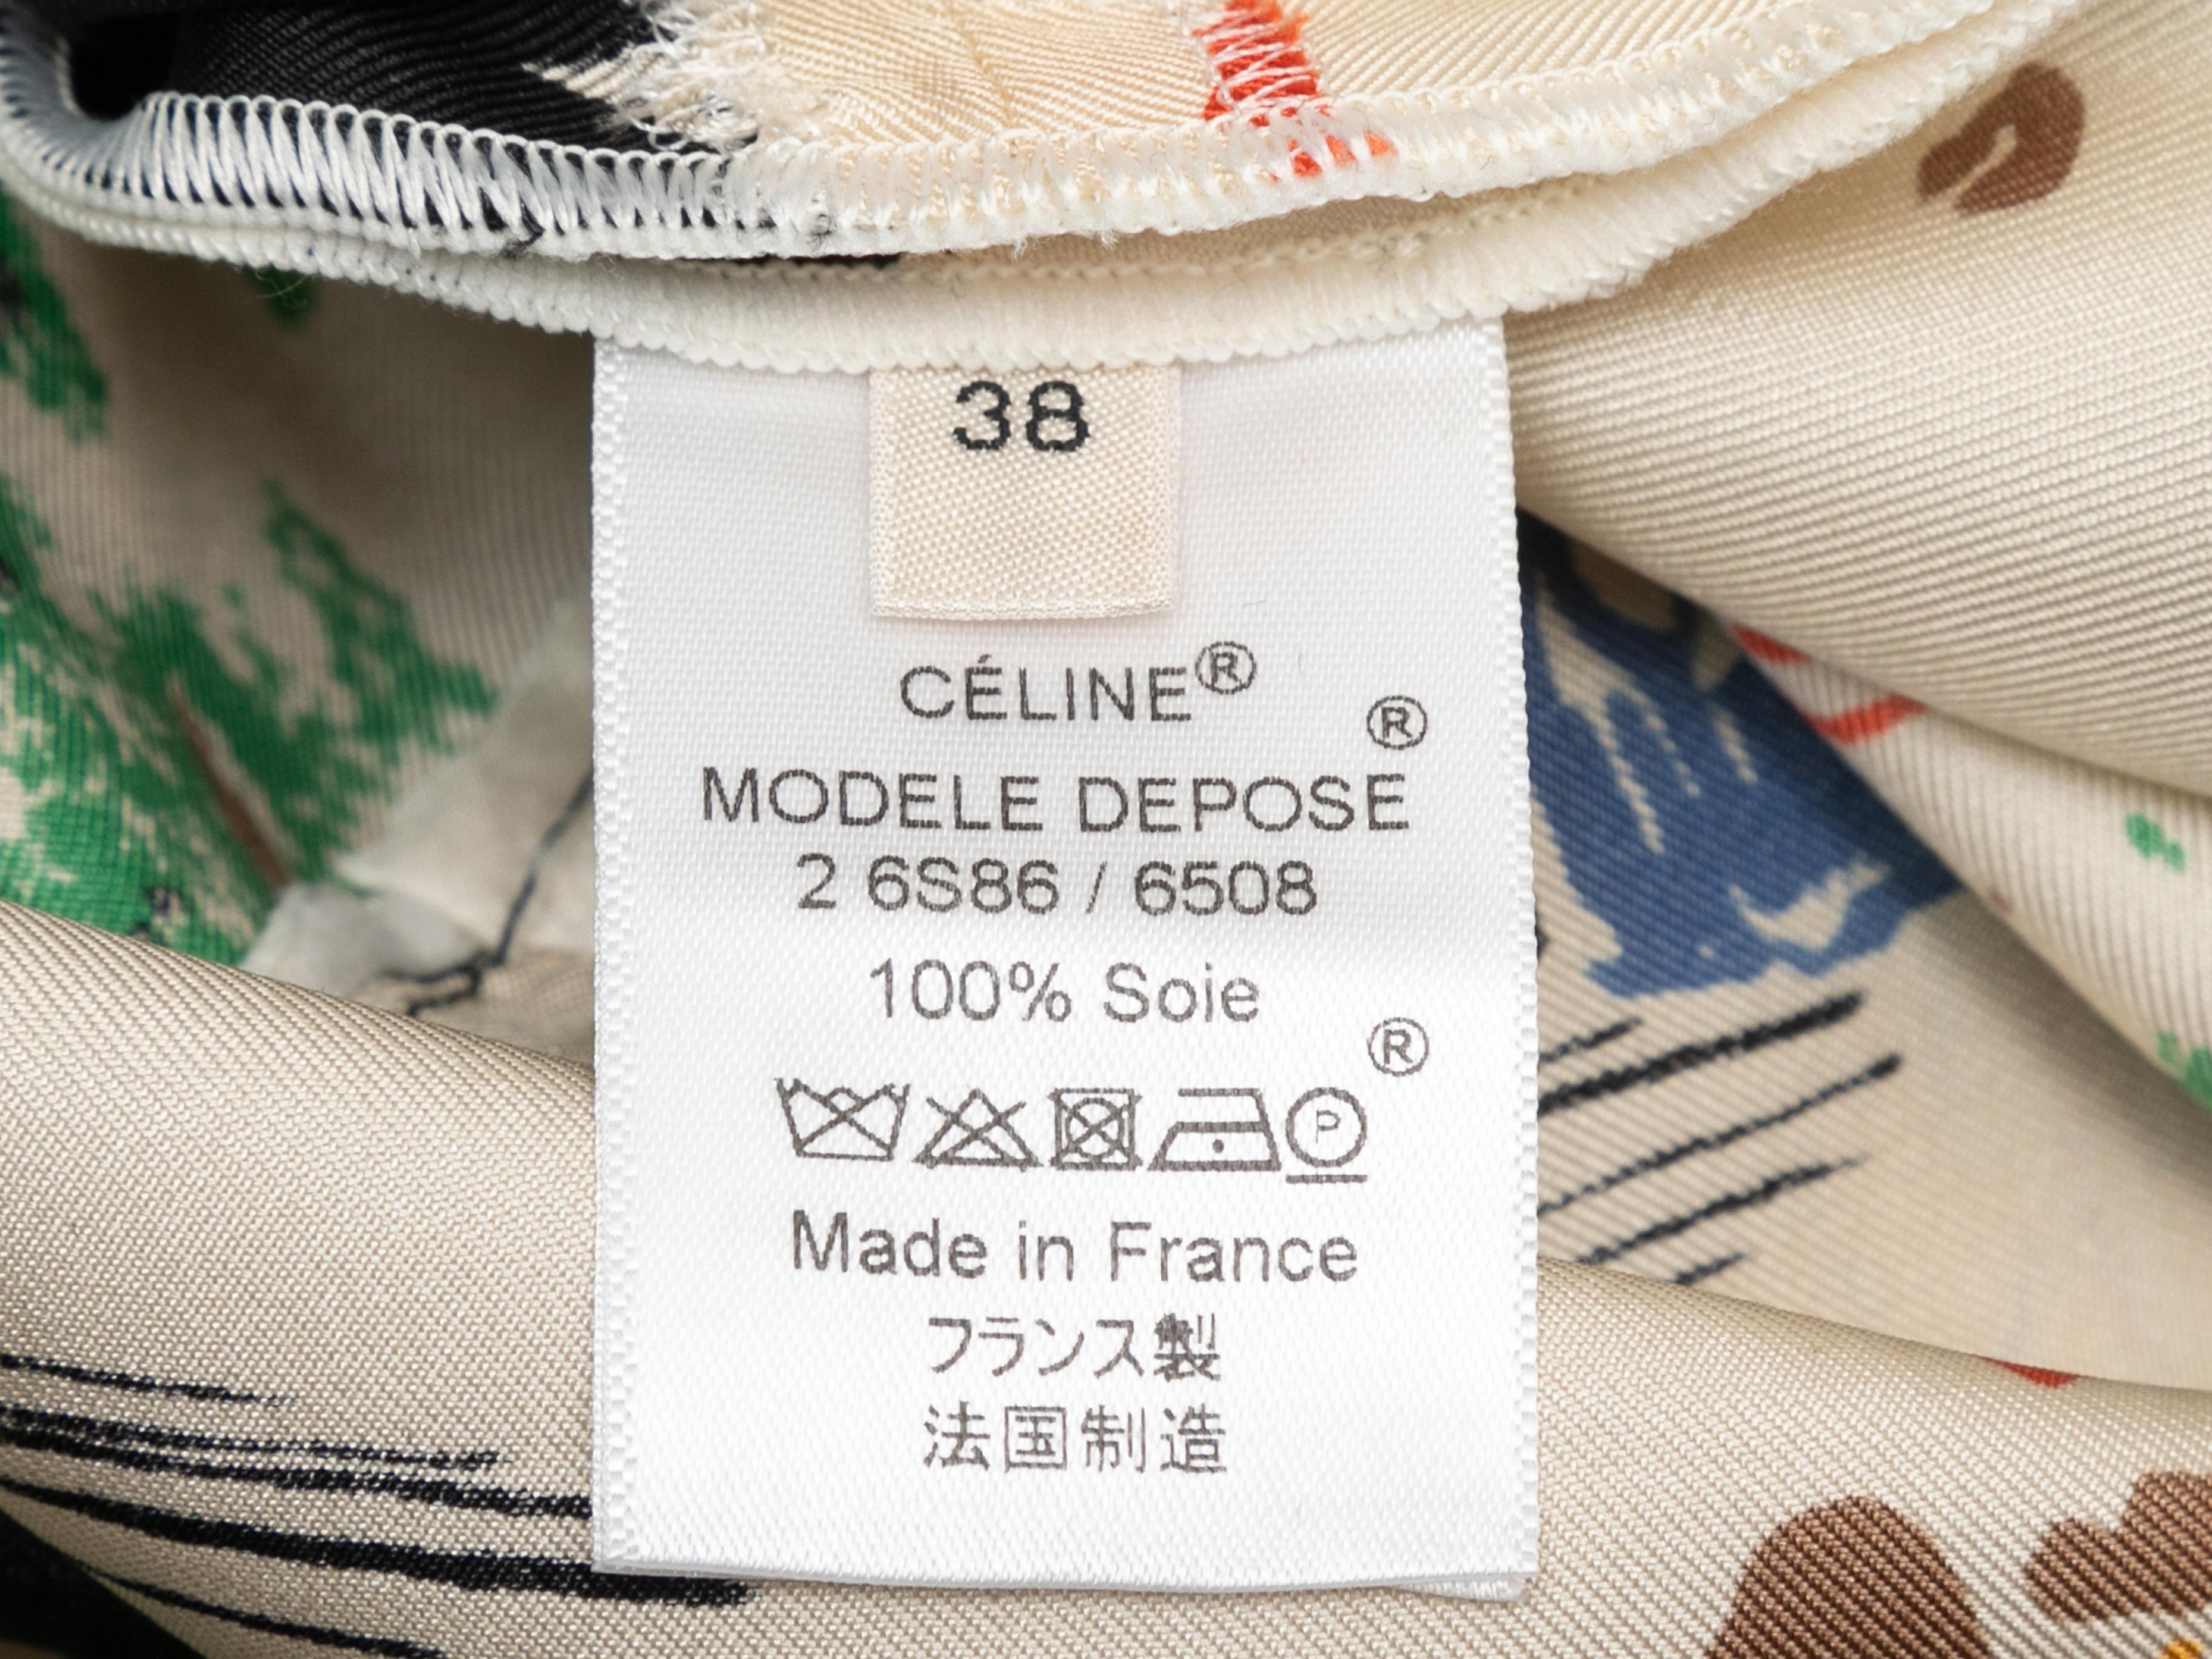 38
CÉLINE®
®
MODELE DEPOSE
2 6S86 / 6508
100% Soie
®
P
Made in France
フランス製
法国制造